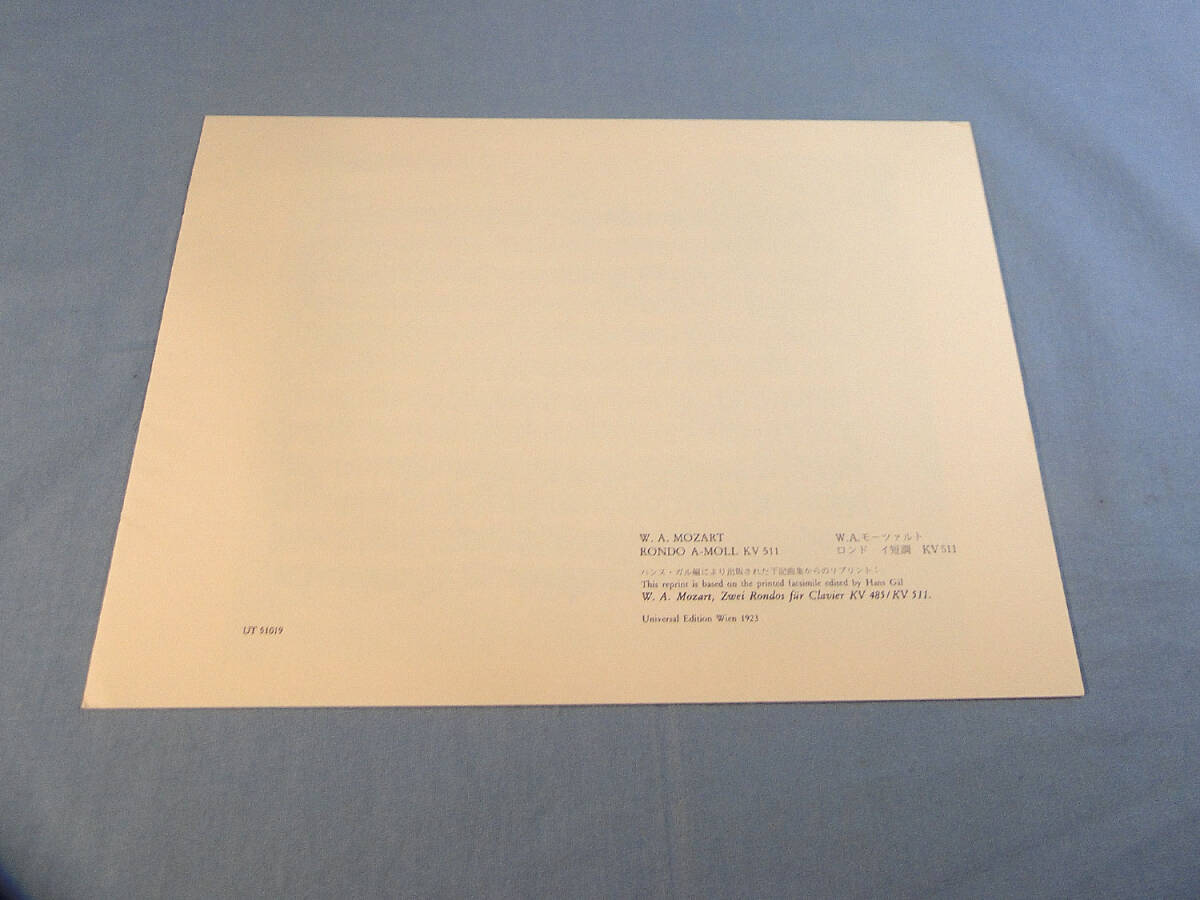 W. A. MOZART
RONDO A-MOLL KV 511
W.A.モーツァルト
ロンド イ短調 KV 511
ハンス・ガル編により出版された下記曲集からのリプリント:
This reprint is based on the printed facsimile edited by Hans Gál
W. A. Mozart, Zwei Rondos für Clavier KV 485/KV 511.
Universal Edition Wien 1923
UT 51019